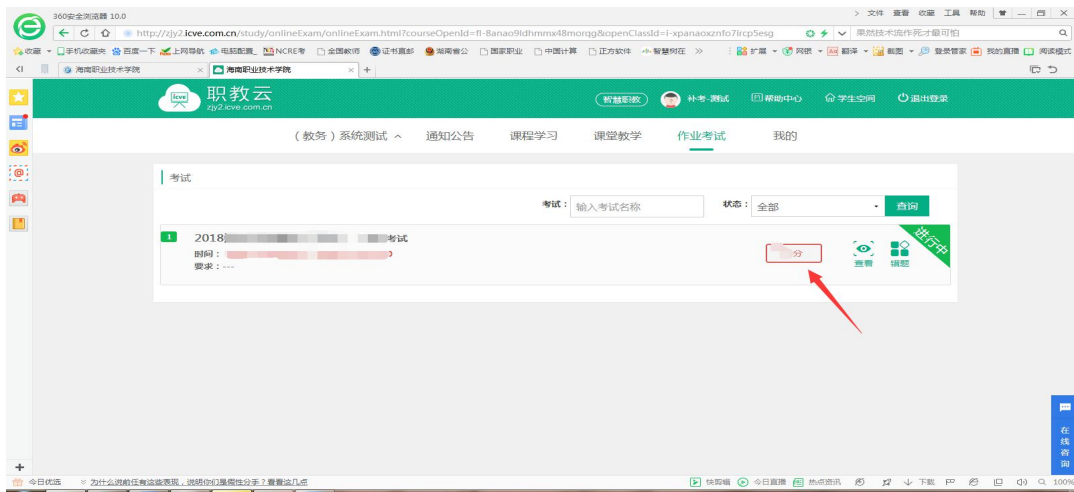 360安全浏览器 10.0
> 文件 查看 收藏 工具 帮助
http://zjy2.icve.com.cn/study/onlineExam/onlineExam.html?courseOpenId=fl-8anao9ldhmmx48morqg&openClassId=i-xpanaoxznfo7ircp5esg 果然技术流作死才最可怕
收藏 手机收藏夹 百度一下 上网导航 电脑配置_ NCRE考 全国教师 证书直邮 湖南省公 国家职业 中国计算 正方软件 智慧树在 >> 扩展 网银 翻译 截图 登录管家 我的直播 阅读模式
海南职业技术学院 × 海南职业技术学院 × +
icve 职教云 智慧职教 补考-测试 帮助中心 学生空间 退出登录
zjy2.icve.com.cn
(教务)系统测试 通知公告 课程学习 课堂教学 作业考试 我的
考试
考试: 输入考试名称 状态: 全部 查询
1 2018 考试 进行中
时间:
要求:---
分
查看 错题
在线咨询
今日优选 为什么说前任有这些表现,说明你们是假性分手?看看这几点 快剪辑 今日直播 热点资讯 下载 100%